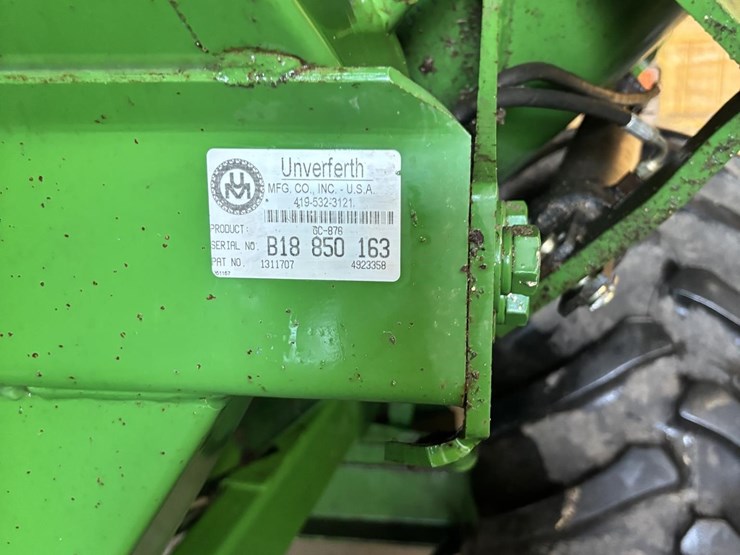 UM
Unverferth
MFG. CO., INC. - U.S.A.
419-532-3121
PRODUCT: GC-876
SERIAL NO. B18 850 163
PAT NO. 1311707 4923358